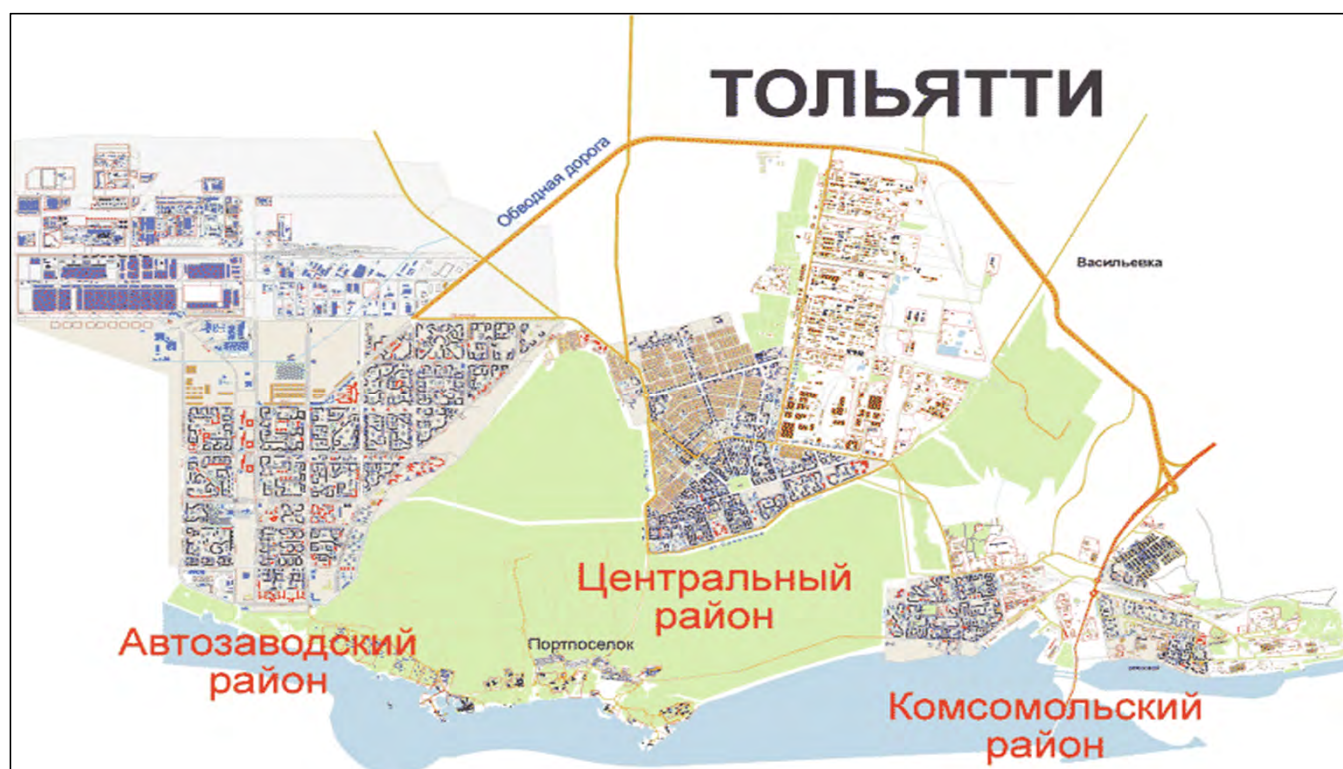 ТОЛЬЯТТИ
Обводная дорога
Васильевка
Центральный
район
Автозаводский
район
Портпоселок
Комсомольский
район